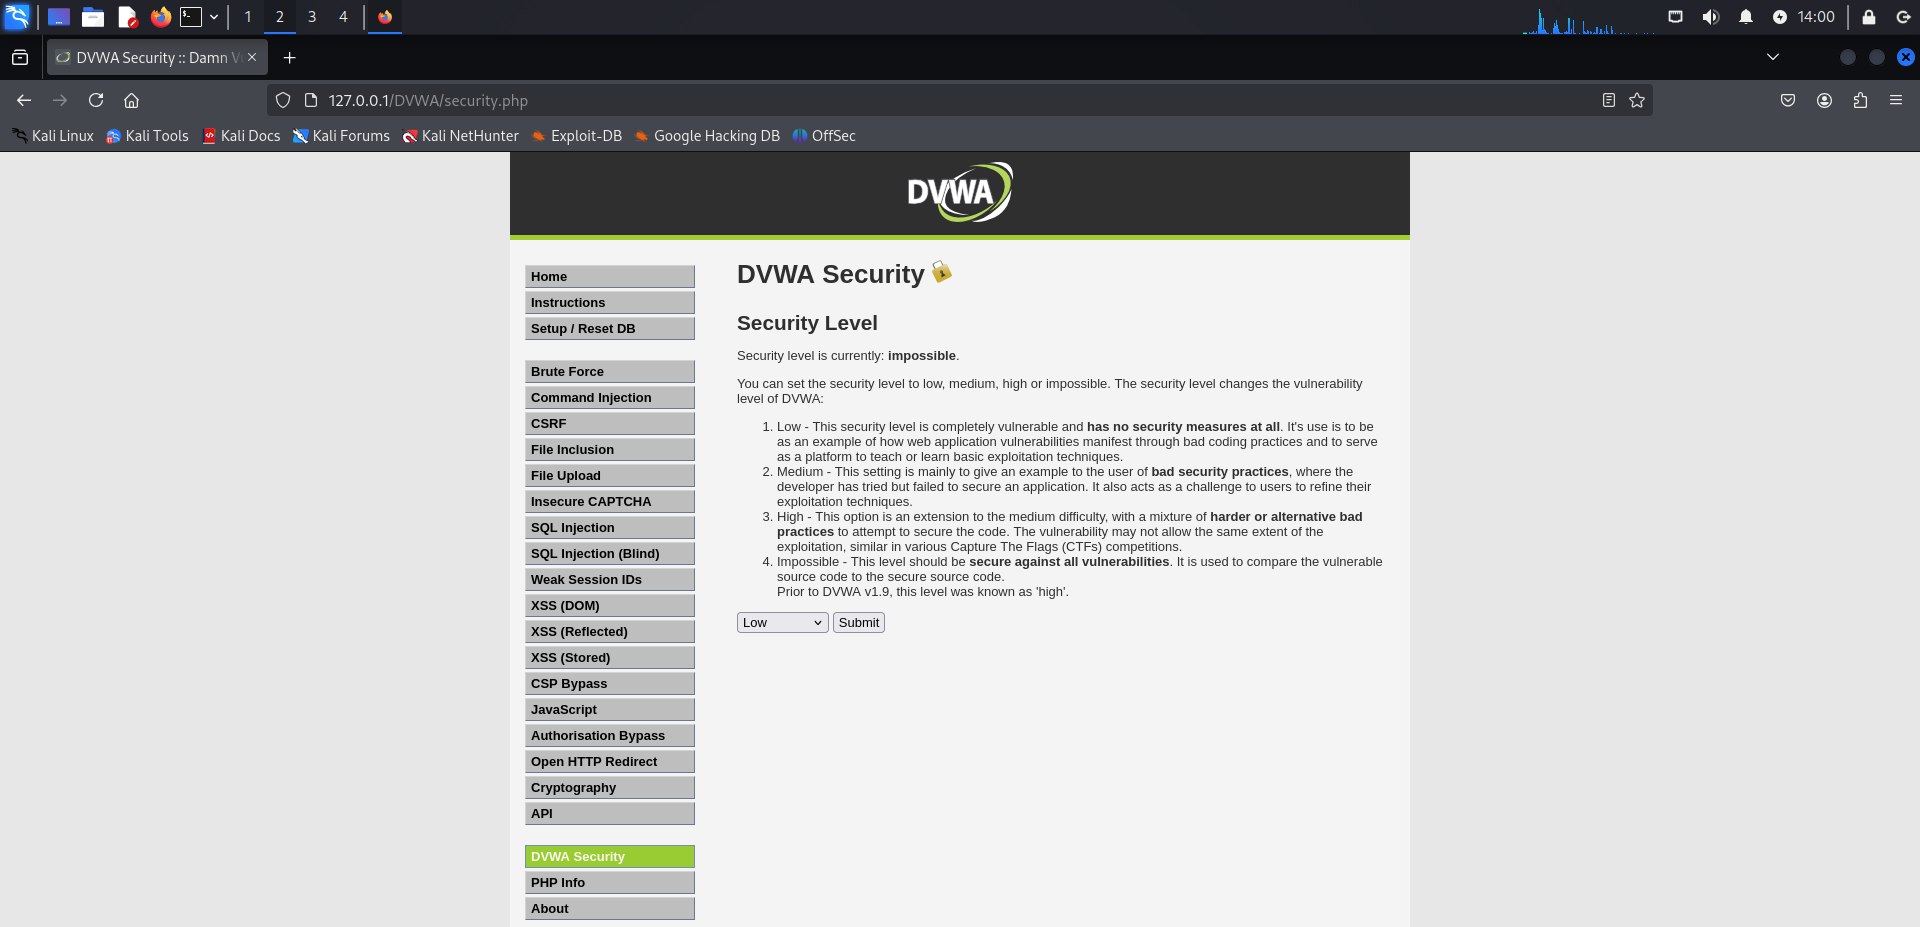 1 2 3 4 14:00
DVWA Security :: Damn V
127.0.0.1/DVWA/security.php
Kali Linux Kali Tools Kali Docs Kali Forums Kali NetHunter Exploit-DB Google Hacking DB OffSec
DVWA
Home
Instructions
Setup / Reset DB
Brute Force
Command Injection
CSRF
File Inclusion
File Upload
Insecure CAPTCHA
SQL Injection
SQL Injection (Blind)
Weak Session IDs
XSS (DOM)
XSS (Reflected)
XSS (Stored)
CSP Bypass
JavaScript
Authorisation Bypass
Open HTTP Redirect
Cryptography
API
DVWA Security
PHP Info
About
DVWA Security
Security Level
Security level is currently: impossible.
You can set the security level to low, medium, high or impossible. The security level changes the vulnerability
level of DVWA:
1. Low - This security level is completely vulnerable and has no security measures at all. It's use is to be
as an example of how web application vulnerabilities manifest through bad coding practices and to serve
as a platform to teach or learn basic exploitation techniques.
2. Medium - This setting is mainly to give an example to the user of bad security practices, where the
developer has tried but failed to secure an application. It also acts as a challenge to users to refine their
exploitation techniques.
3. High - This option is an extension to the medium difficulty, with a mixture of harder or alternative bad
practices to attempt to secure the code. The vulnerability may not allow the same extent of the
exploitation, similar in various Capture The Flags (CTFs) competitions.
4. Impossible - This level should be secure against all vulnerabilities. It is used to compare the vulnerable
source code to the secure source code.
Prior to DVWA v1.9, this level was known as 'high'.
Low Submit